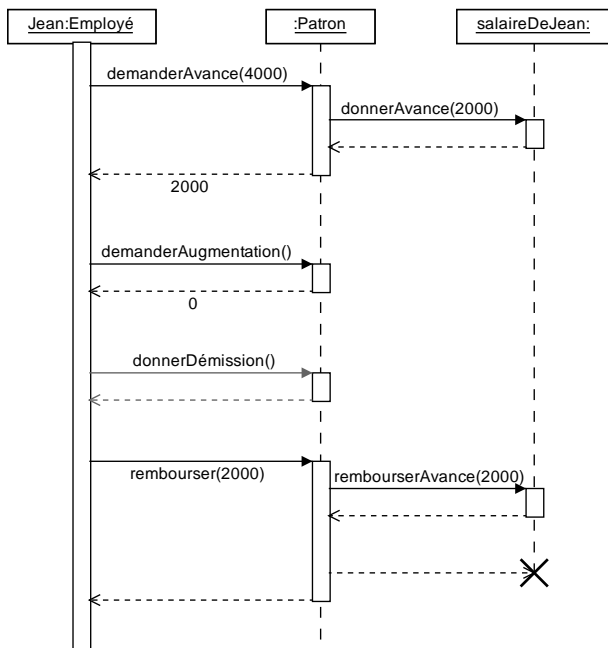 Jean:Employé
:Patron
salaireDeJean:
demanderAvance(4000)
donnerAvance(2000)
2000
demanderAugmentation()
0
donnerDémission()
rembourser(2000)
rembourserAvance(2000)